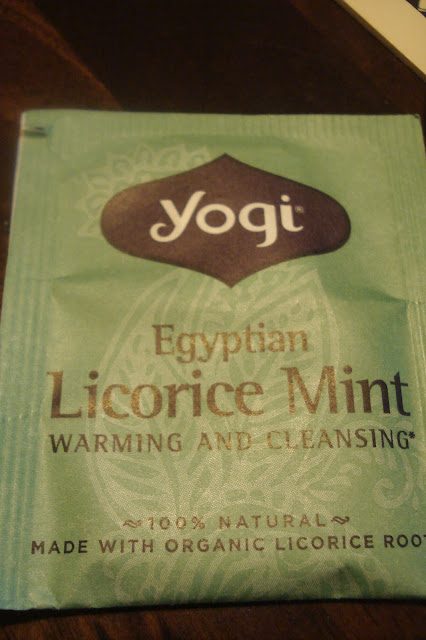 yogi®
Egyptian
Licorice Mint
WARMING AND CLEANSING*
100% NATURAL
MADE WITH ORGANIC LICORICE ROOT